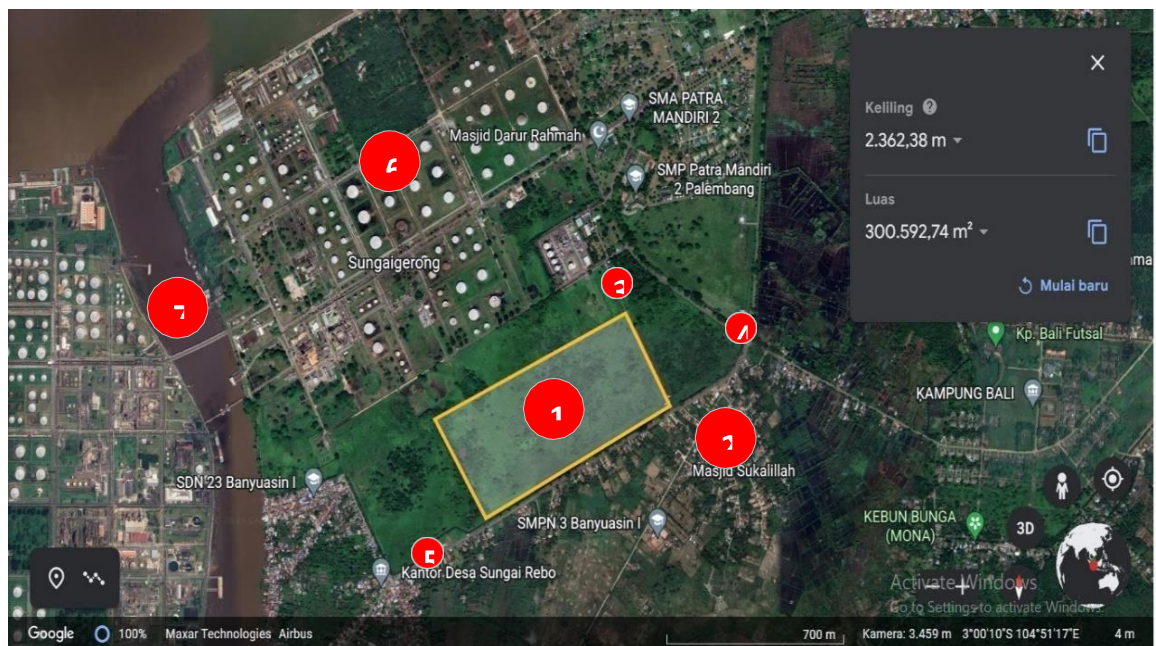 SMA PATRA
MANDIRI 2
Masjid Darur Rahmah
SMP Patra Mandiri
2 Palembang
Sungaigerong
Keliling
2.362,38 m
Luas
300.592,74 m²
Mulai baru
Kp. Bali Futsal
KAMPUNG BALI
1
Masjid Sukalillah
SDN 23 Banyuasin I
SMPN 3 Banyuasin I
KEBUN BUNGA
(MONA)
3D
Kantor Desa Sungai Rebo
Activate Windows
Go to Settings to activate Windows.
Google
100%
Maxar Technologies Airbus
700 m
Kamera: 3.459 m 3°00'10"S 104°51'17"E
4 m